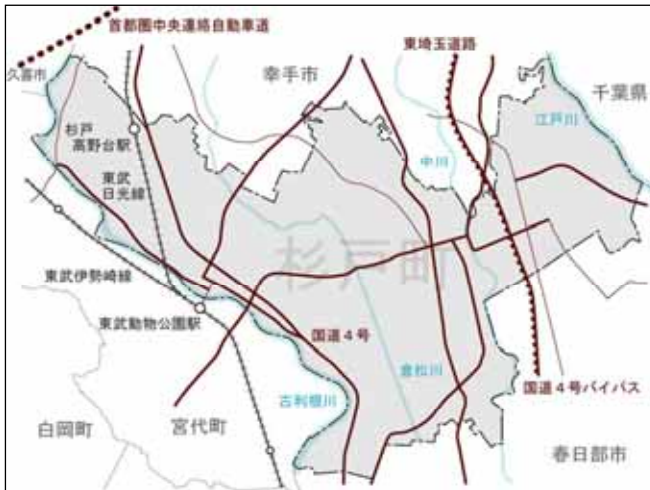 首都圏中央連絡自動車道
久喜市
幸手市
東埼玉道路
千葉県
江戸川
杉戸
高野台駅
中川
東武
日光線
杉戸町
東武伊勢崎線
東武動物公園駅
国道４号
倉松川
国道４号バイパス
古利根川
白岡町
宮代町
春日部市